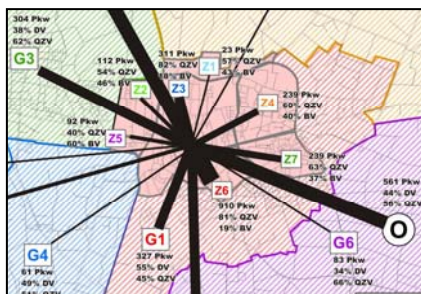 304 Pkw
38% DV
62% QZV
G3
112 Pkw
54% QZV
46% BV
Z2
311 Pkw
82% QZV
18% BV
Z3
23 Pkw
57% QZV
43% BV
Z1
239 Pkw
60% QZV
40% BV
Z4
92 Pkw
40% QZV
60% BV
Z5
239 Pkw
63% QZV
37% BV
Z7
Z6
910 Pkw
81% QZV
19% BV
561 Pkw
44% DV
56% QZV
O
G1
327 Pkw
55% DV
45% QZV
G4
61 Pkw
49% DV
G6
83 Pkw
34% DV
66% QZV